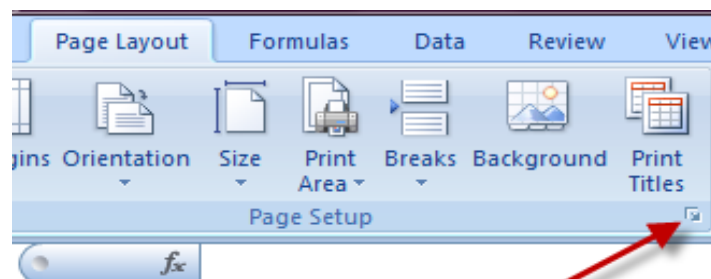 Page Layout Formulas Data Review View
gins Orientation Size Print Area Breaks Background Print Titles
Page Setup
fx